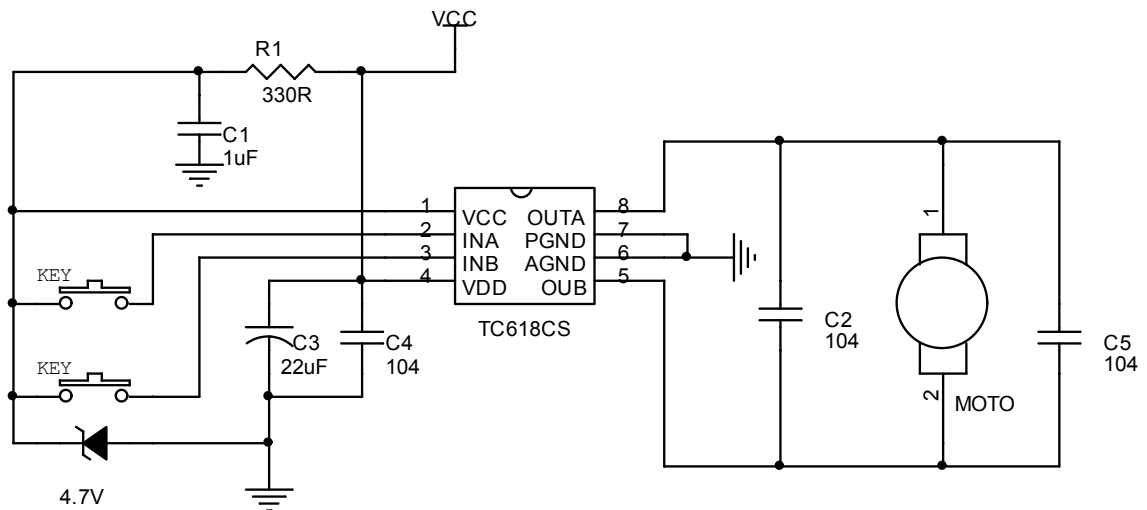 VCC
R1
330R
C1
1uF
1 VCC OUTA 8
2 INA PGND 7
3 INB AGND 6
4 VDD OUB 5
TC618CS
KEY
KEY
C3
22uF
C4
104
4.7V
C2
104
1
2
MOTO
C5
104